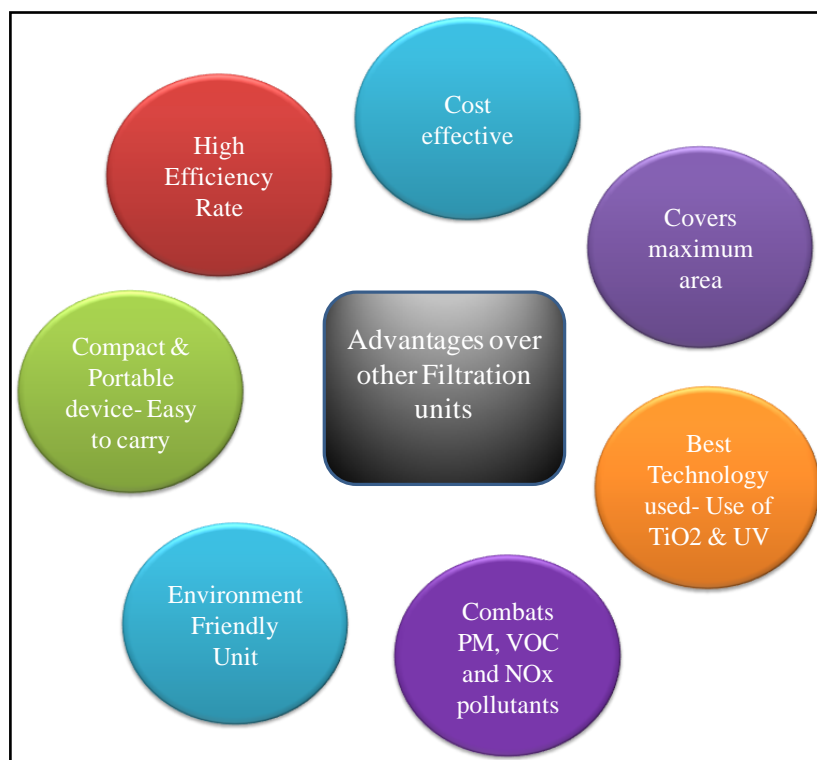 Cost
effective
High
Efficiency
Rate
Covers
maximum
area
Advantages over
other Filtration
units
Compact &
Portable
device- Easy
to carry
Best
Technology
used- Use of
TiO2 & UV
Environment
Friendly
Unit
Combats
PM, VOC
and NOx
pollutants